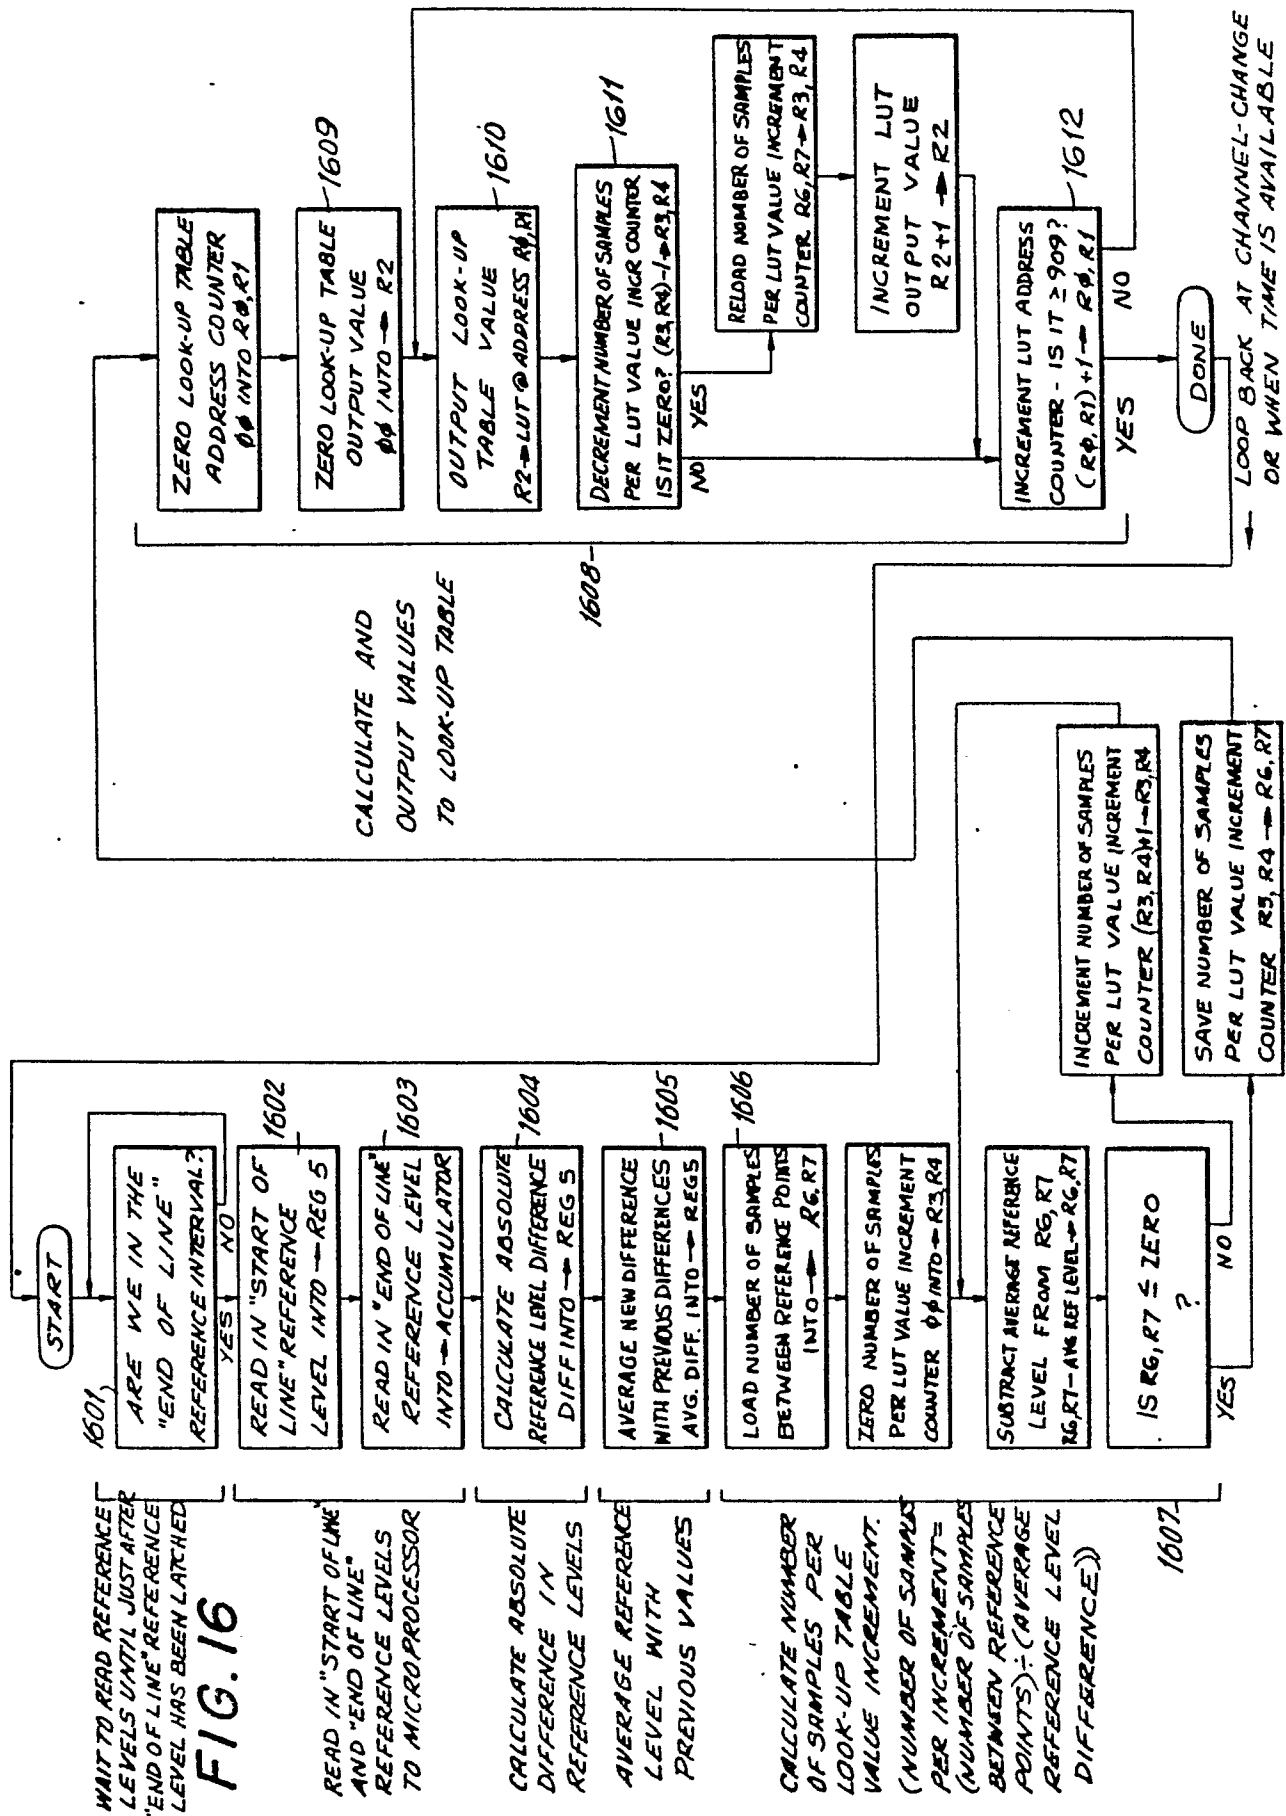 FIG. 16
WAIT TO READ REFERENCE
LEVELS UNTIL JUST AFTER
"END OF LINE" REFERENCE
LEVEL HAS BEEN LATCHED
START
1601
ARE WE IN THE
"END OF LINE"
REFERENCE INTERVAL?
YES
NO
READ IN "START OF LINE"
AND "END OF LINE"
REFERENCE LEVELS
TO MICROPROCESSOR
1602
READ IN "START OF
LINE" REFERENCE
LEVEL INTO → REG 5
1603
READ IN "END OF LINE"
REFERENCE LEVEL
INTO → ACCUMULATOR
CALCULATE ABSOLUTE
DIFFERENCE IN
REFERENCE LEVELS
1604
CALCULATE ABSOLUTE
REFERENCE LEVEL DIFFERENCE
DIFF INTO → REG 5
AVERAGE REFERENCE
LEVEL WITH
PREVIOUS VALUES
1605
AVERAGE NEW DIFFERENCE
WITH PREVIOUS DIFFERENCES
AVG. DIFF. INTO → REG5
CALCULATE NUMBER
OF SAMPLES PER
LOOK-UP TABLE
VALUE INCREMENT.
(NUMBER OF SAMPLES
PER INCREMENT=
(NUMBER OF SAMPLES
BETWEEN REFERENCE
POINTS)÷(AVERAGE
REFERENCE LEVEL
DIFFERENCE))
1607
1606
LOAD NUMBER OF SAMPLES
BETWEEN REFERENCE POINTS
INTO → R6, R7
ZERO NUMBER OF SAMPLES
PER LUT VALUE INCREMENT
COUNTER ØØ INTO → R3, R4
SUBTRACT AVERAGE REFERENCE
LEVEL FROM R6, R7
R6,R7-AVG REF LEVEL → R6, R7
IS R6, R7 ≤ ZERO
?
YES
NO
INCREMENT NUMBER OF SAMPLES
PER LUT VALUE INCREMENT
COUNTER (R3, R4)+1→R3,R4
SAVE NUMBER OF SAMPLES
PER LUT VALUE INCREMENT
COUNTER R3, R4 → R6, R7
CALCULATE AND
OUTPUT VALUES
TO LOOK-UP TABLE
1608
ZERO LOOK-UP TABLE
ADDRESS COUNTER
ØØ INTO RØ, R1
1609
ZERO LOOK-UP TABLE
OUTPUT VALUE
ØØ INTO → R2
1610
OUTPUT LOOK-UP
TABLE VALUE
R2→LUT @ ADDRESS RØ, R1
1611
DECREMENT NUMBER OF SAMPLES
PER LUT VALUE INCR COUNTER
IS IT ZERO? (R3, R4)-1→R3, R4
NO
YES
RELOAD NUMBER OF SAMPLES
PER LUT VALUE INCREMENT
COUNTER R6, R7→R3, R4
INCREMENT LUT
OUTPUT VALUE
R2+1 → R2
1612
INCREMENT LUT ADDRESS
COUNTER - IS IT ≥ 909?
(RØ, R1)+1 → RØ, R1
YES
NO
DONE
← LOOP BACK AT CHANNEL-CHANGE
OR WHEN TIME IS AVAILABLE